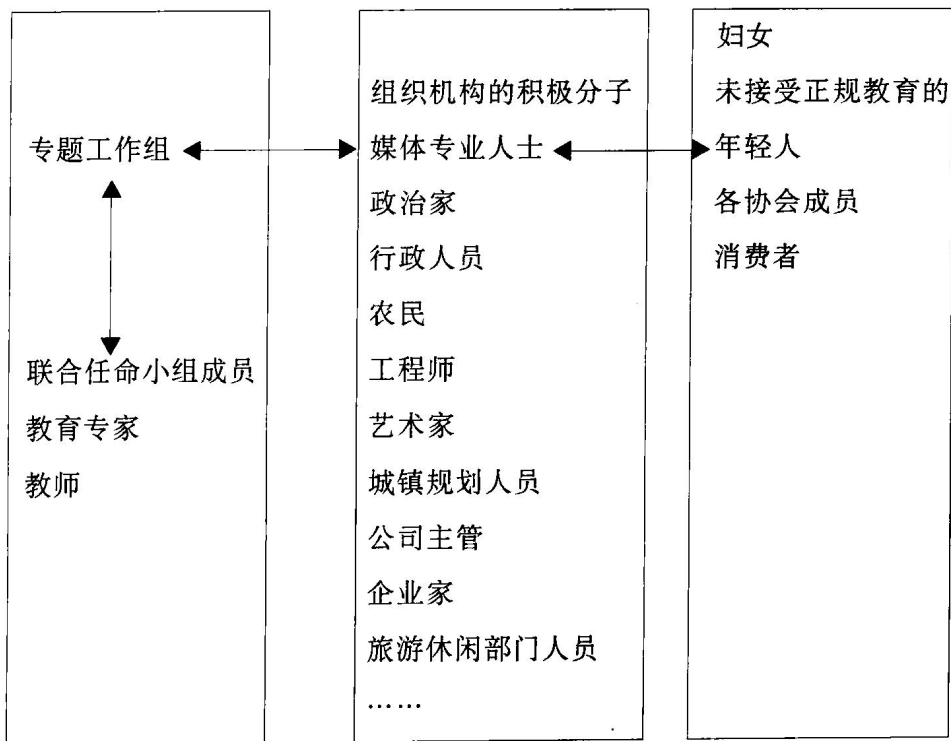 专题工作组
联合任命小组成员
教育专家
教师
组织机构的积极分子
媒体专业人士
政治家
行政人员
农民
工程师
艺术家
城镇规划人员
公司主管
企业家
旅游休闲部门人员
……
妇女
未接受正规教育的
年轻人
各协会成员
消费者